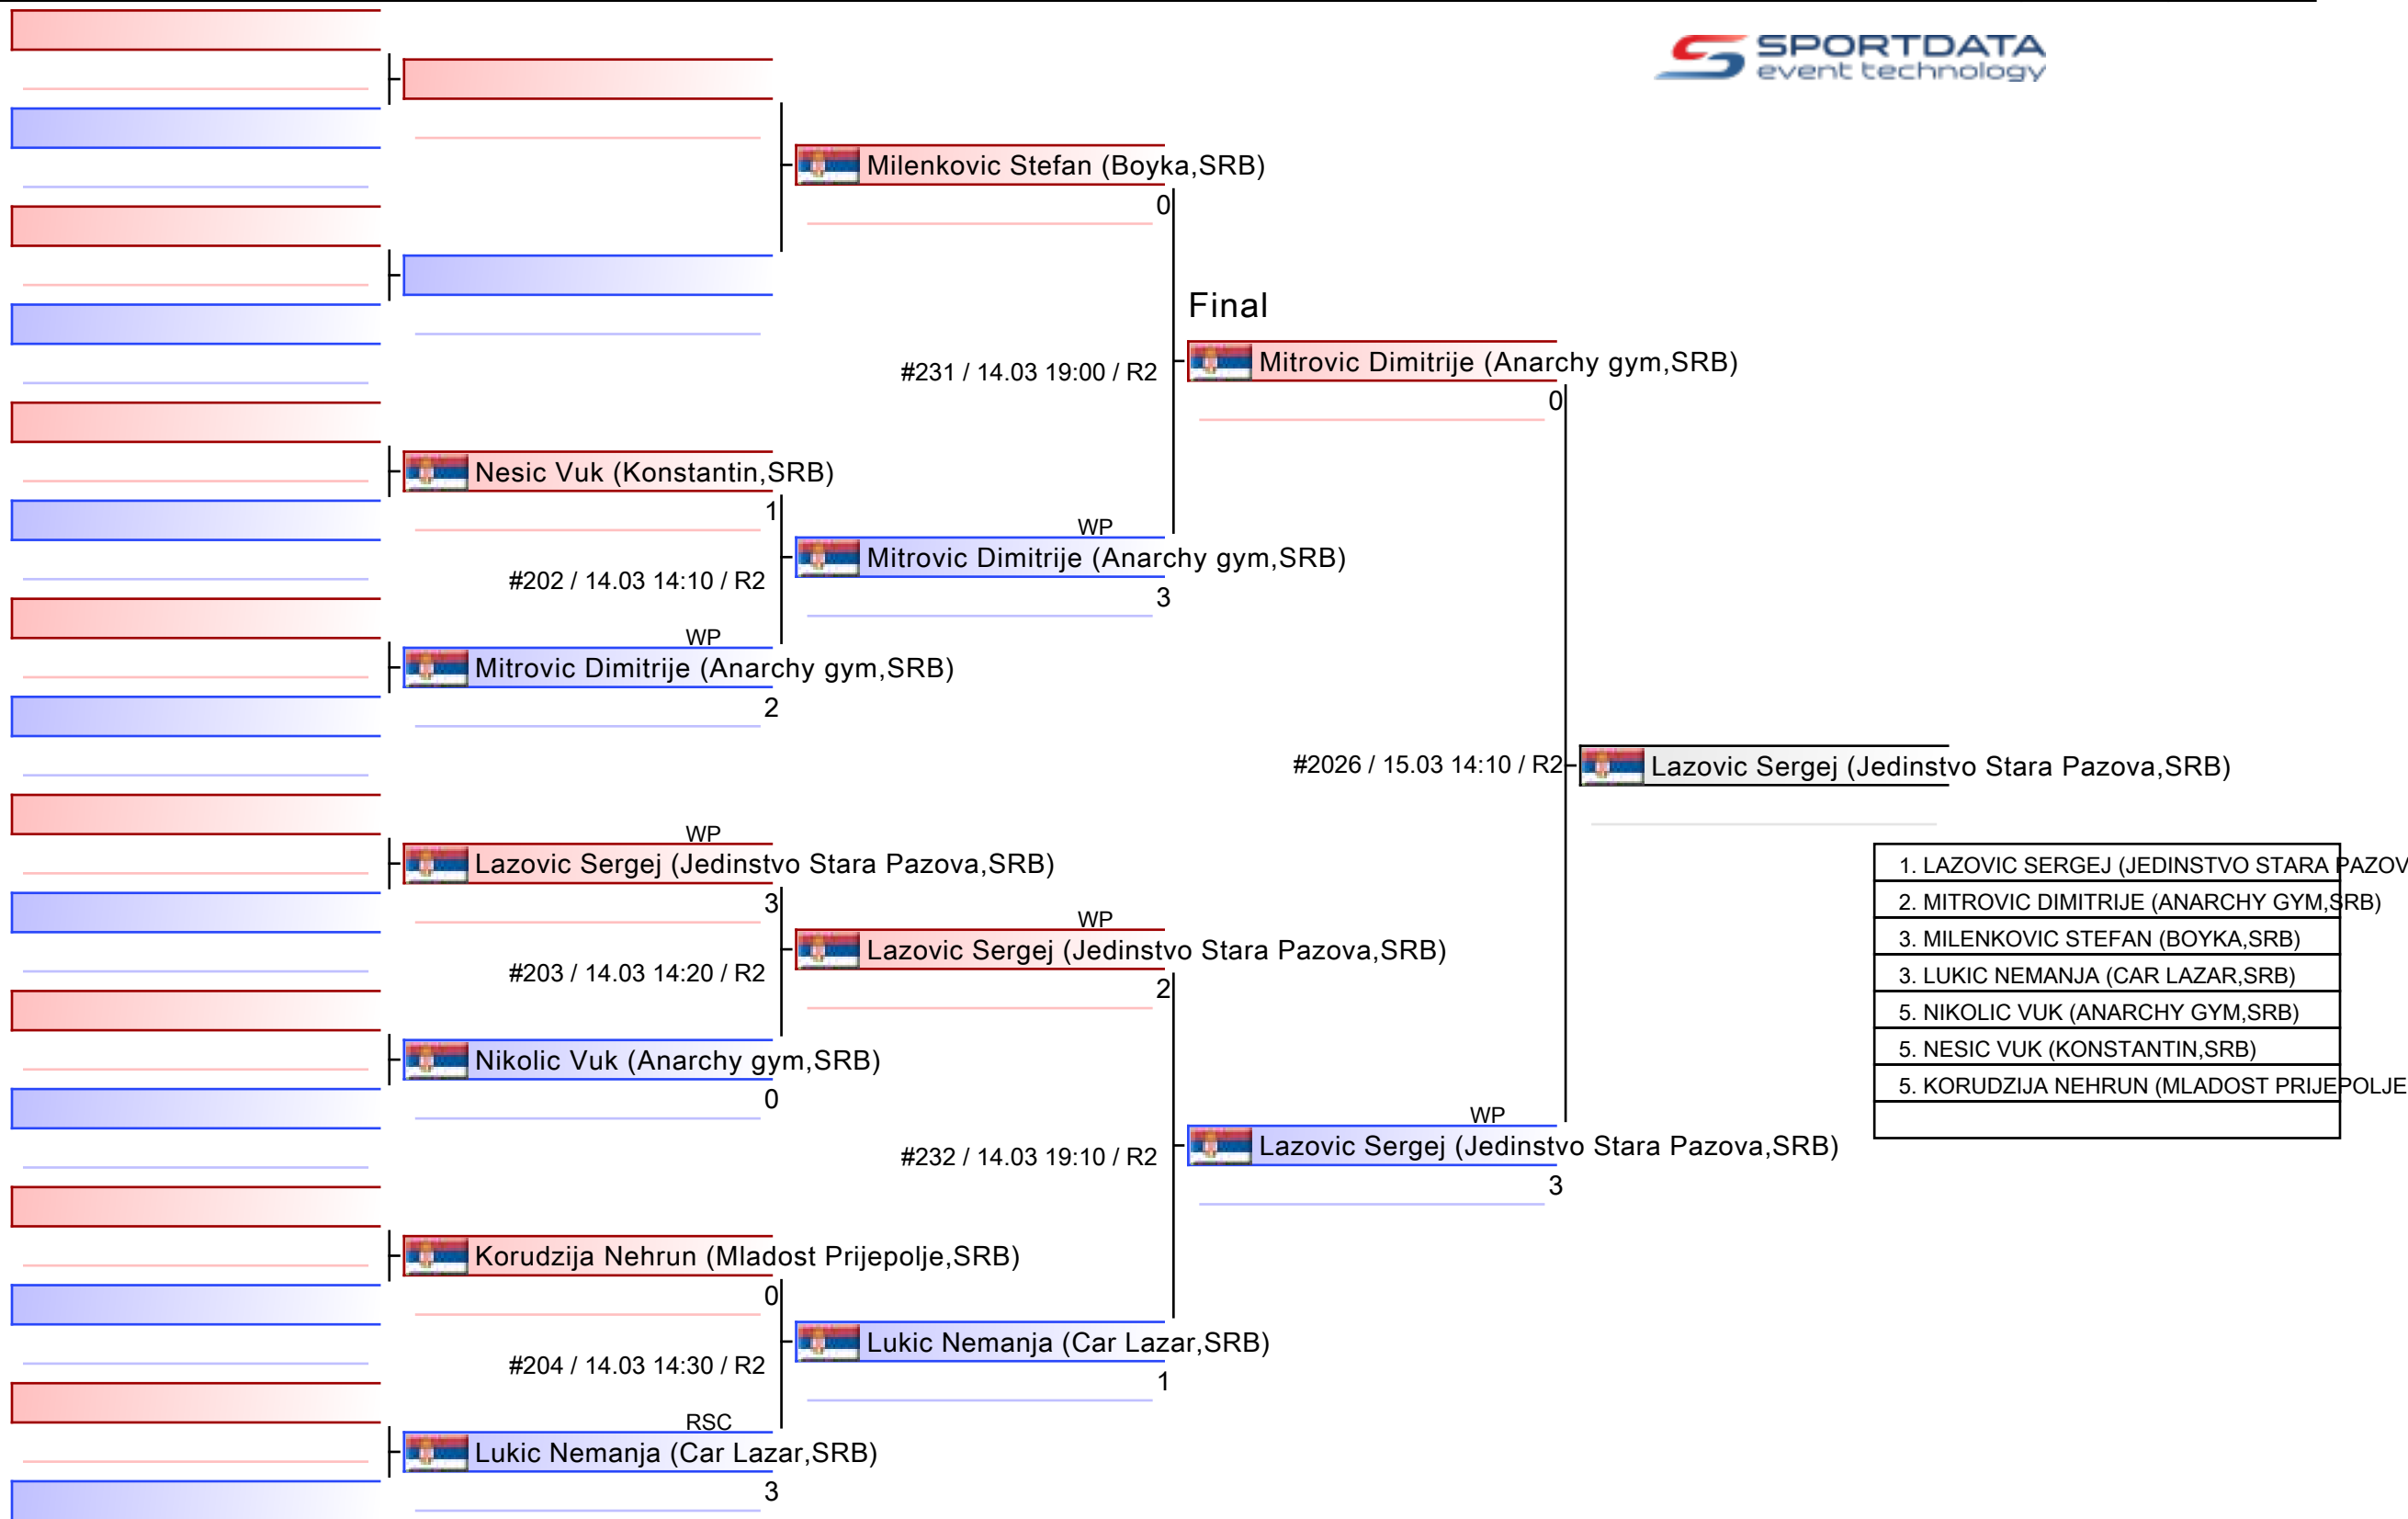 SPORTDATA
event technology
Milenkovic Stefan (Boyka,SRB)
0
Final
#231 / 14.03 19:00 / R2
Mitrovic Dimitrije (Anarchy gym,SRB)
0
Nesic Vuk (Konstantin,SRB)
1
WP
#202 / 14.03 14:10 / R2
Mitrovic Dimitrije (Anarchy gym,SRB)
3
WP
Mitrovic Dimitrije (Anarchy gym,SRB)
2
#2026 / 15.03 14:10 / R2
Lazovic Sergej (Jedinstvo Stara Pazova,SRB)
WP
Lazovic Sergej (Jedinstvo Stara Pazova,SRB)
3
WP
#203 / 14.03 14:20 / R2
Lazovic Sergej (Jedinstvo Stara Pazova,SRB)
2
Nikolic Vuk (Anarchy gym,SRB)
0
WP
#232 / 14.03 19:10 / R2
Lazovic Sergej (Jedinstvo Stara Pazova,SRB)
3
Korudzija Nehrun (Mladost Prijepolje,SRB)
0
#204 / 14.03 14:30 / R2
Lukic Nemanja (Car Lazar,SRB)
1
RSC
Lukic Nemanja (Car Lazar,SRB)
3
1. LAZOVIC SERGEJ (JEDINSTVO STARA PAZOV
2. MITROVIC DIMITRIJE (ANARCHY GYM,SRB)
3. MILENKOVIC STEFAN (BOYKA,SRB)
3. LUKIC NEMANJA (CAR LAZAR,SRB)
5. NIKOLIC VUK (ANARCHY GYM,SRB)
5. NESIC VUK (KONSTANTIN,SRB)
5. KORUDZIJA NEHRUN (MLADOST PRIJEPOLJE